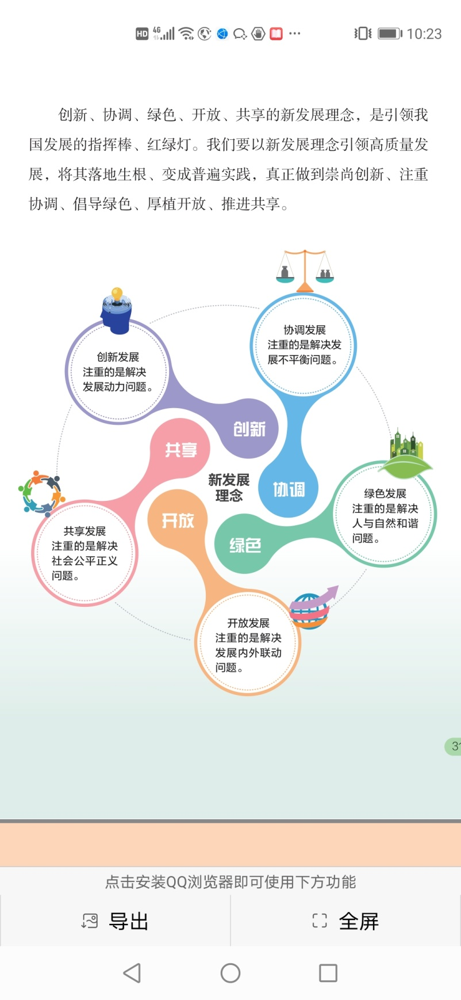 HD 4G 10:23
创新、协调、绿色、开放、共享的新发展理念，是引领我
国发展的指挥棒、红绿灯。我们要以新发展理念引领高质量发
展，将其落地生根、变成普遍实践，真正做到崇尚创新、注重
协调、倡导绿色、厚植开放、推进共享。
协调发展
注重的是解决发
展不平衡问题。
创新发展
注重的是解决
发展动力问题。
创新
共享
新发展
理念
协调
绿色发展
注重的是解决
人与自然和谐
问题。
开放
绿色
共享发展
注重的是解决
社会公平正义
问题。
开放发展
注重的是解决
发展内外联动
问题。
点击安装QQ浏览器即可使用下方功能
导出
全屏